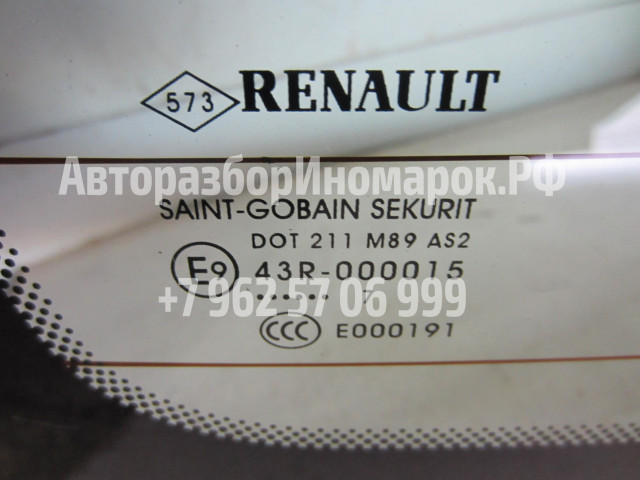 573 RENAULT
АвторазборИномарок.РФ
SAINT-GOBAIN SEKURIT
DOT 211 M89 AS2
E9 43R-000015
....... 7
+7 962 57 06 999
CCC E000191